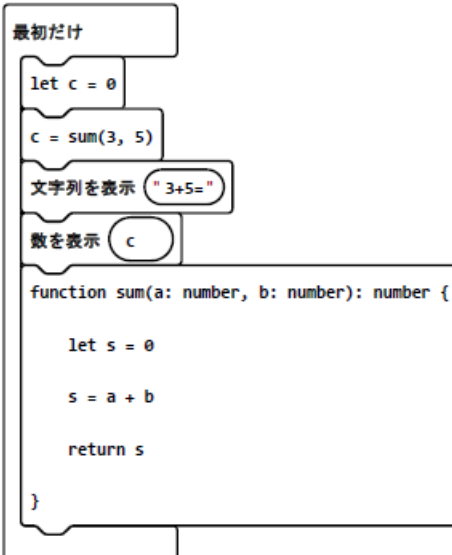 最初だけ
let c = 0
c = sum(3, 5)
文字列を表示 "3+5="
数を表示 c
function sum(a: number, b: number): number {
let s = 0
s = a + b
return s
}